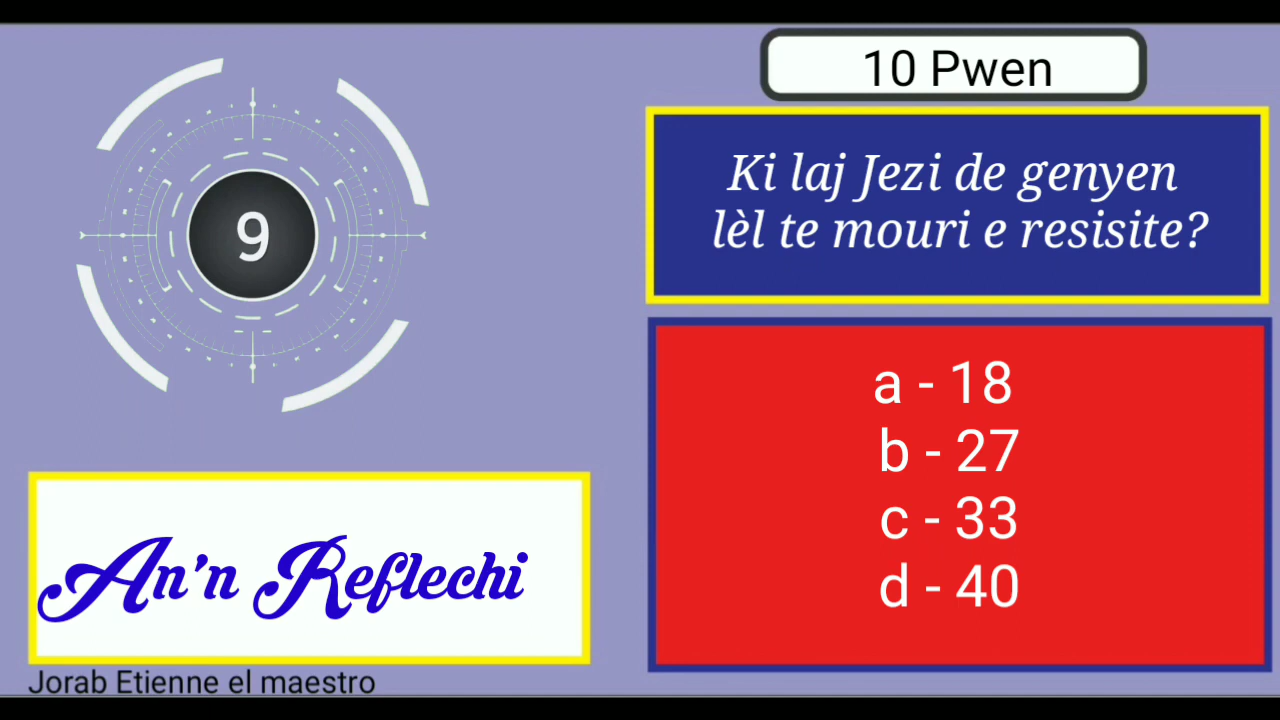 10 Pwen
9
Ki laj Jezi de genyen
lèl te mouri e resisite?
a - 18
b - 27
c - 33
d - 40
An'n Reflechi
Jorab Etienne el maestro